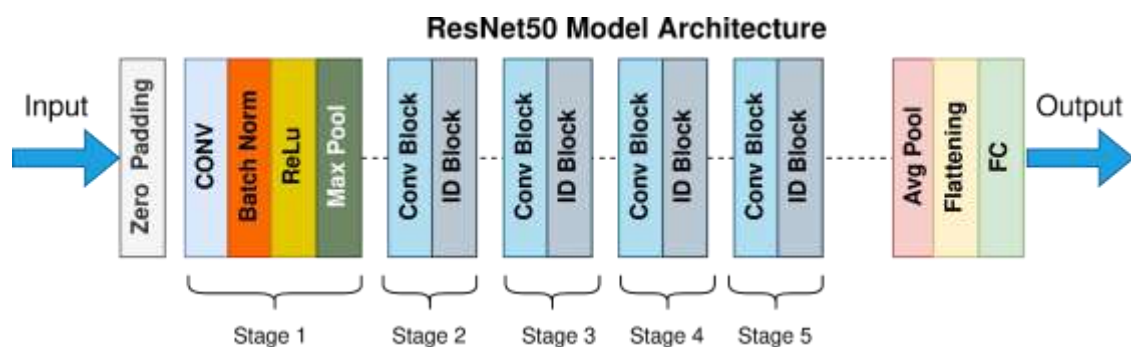 ResNet50 Model Architecture
Input
Zero Padding
CONV
Batch Norm
ReLu
Max Pool
Conv Block
ID Block
Conv Block
ID Block
Conv Block
ID Block
Conv Block
ID Block
Avg Pool
Flattening
FC
Output
Stage 1
Stage 2
Stage 3
Stage 4
Stage 5